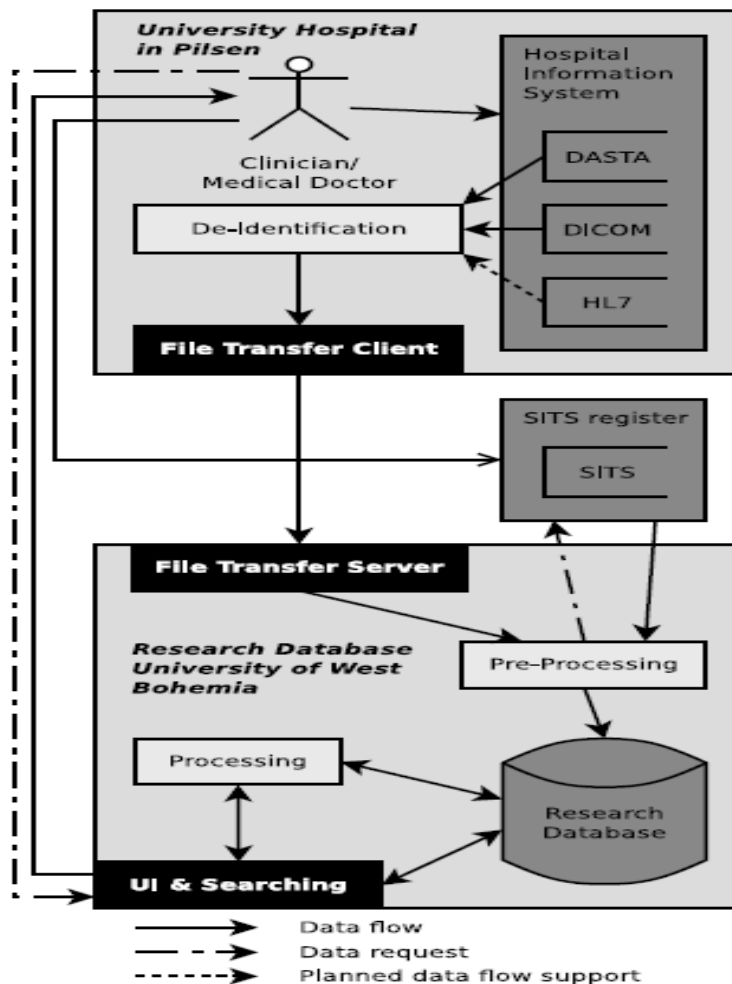 University Hospital
in Pilsen
Hospital
Information
System
DASTA
DICOM
HL7
Clinician/
Medical Doctor
De-Identification
File Transfer Client
SITS register
SITS
File Transfer Server
Research Database
University of West
Bohemia
Pre-Processing
Processing
Research
Database
UI & Searching
Data flow
Data request
Planned data flow support